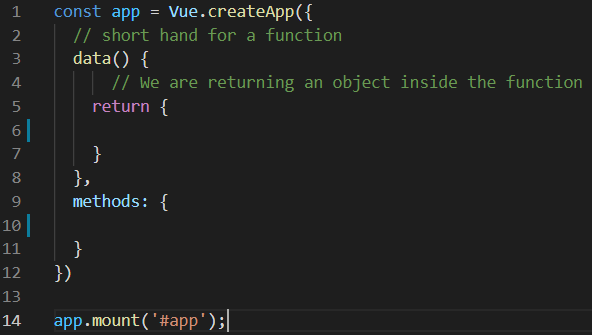 1 const app = Vue.createApp({
2 // short hand for a function
3 data() {
4 // We are returning an object inside the function
5 return {
6
7 }
8 },
9 methods: {
10
11 }
12 })
13
14 app.mount('#app');